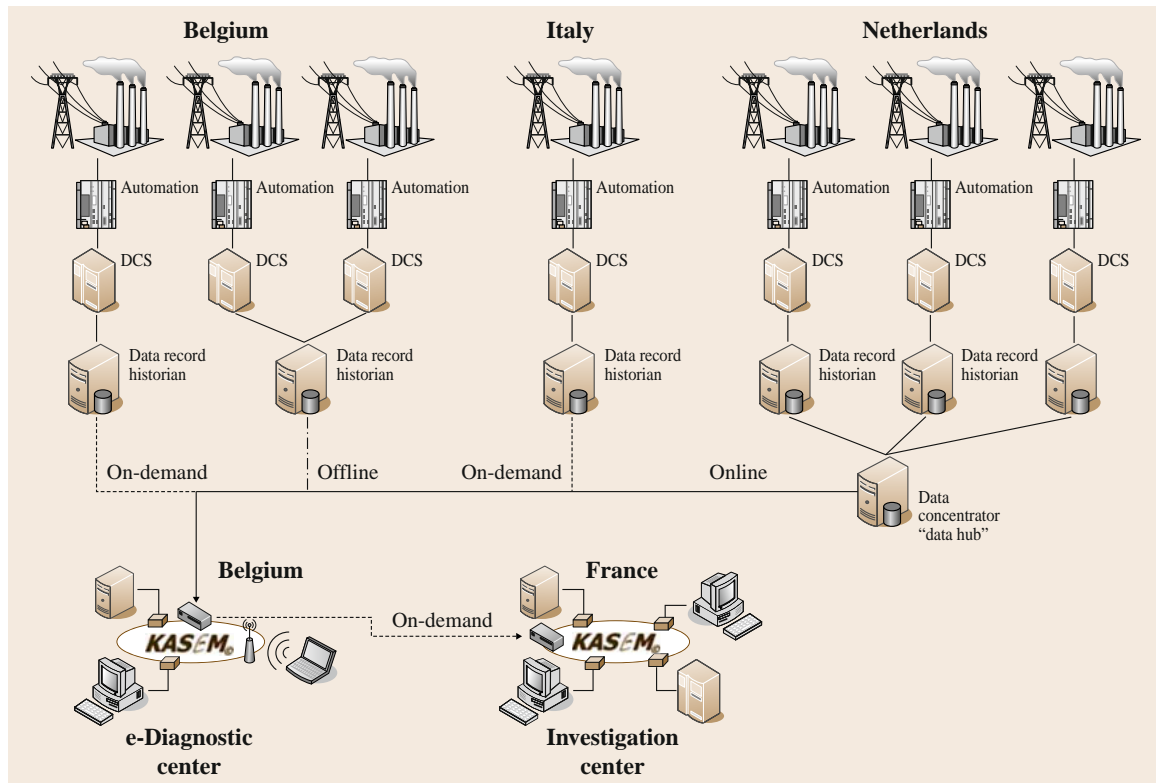 Belgium
Italy
Netherlands
Automation
Automation
Automation
Automation
Automation
Automation
DCS
DCS
DCS
DCS
DCS
DCS
DCS
Data record
historian
Data record
historian
Data record
historian
Data record
historian
Data record
historian
On-demand
Offline
On-demand
Online
Data
concentrator
“data hub”
Belgium
France
On-demand
KASEM©
KASEM©
e-Diagnostic
center
Investigation
center